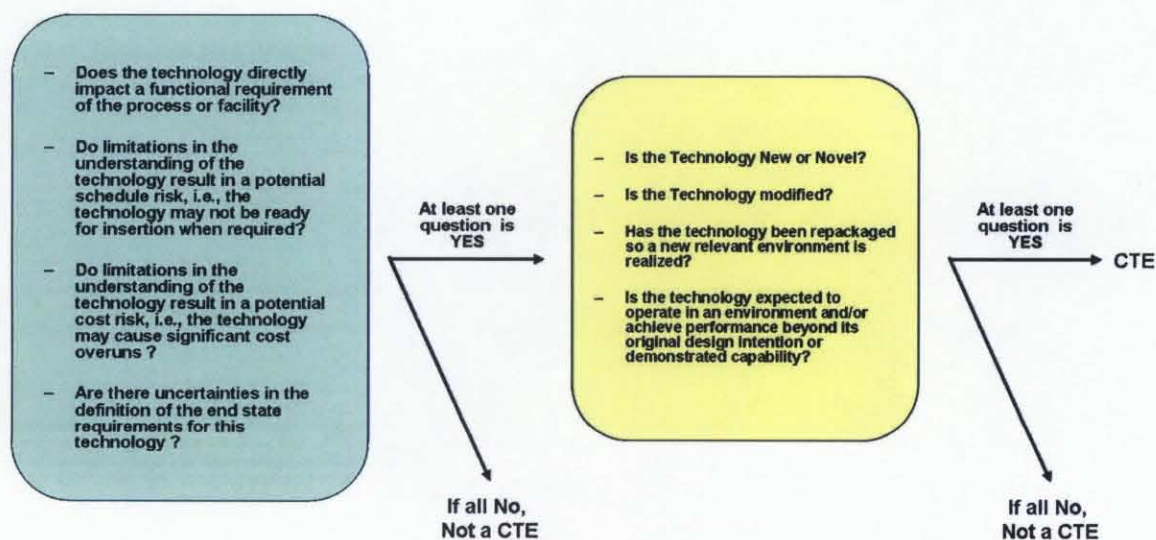 – Does the technology directly
impact a functional requirement
of the process or facility?
– Do limitations in the
understanding of the
technology result in a potential
schedule risk, i.e., the
technology may not be ready
for insertion when required?
– Do limitations in the
understanding of the
technology result in a potential
cost risk, i.e., the technology
may cause significant cost
overuns ?
– Are there uncertainties in the
definition of the end state
requirements for this
technology ?
At least one
question is
YES
If all No,
Not a CTE
– Is the Technology New or Novel?
– Is the Technology modified?
– Has the technology been repackaged
so a new relevant environment is
realized?
– Is the technology expected to
operate in an environment and/or
achieve performance beyond its
original design intention or
demonstrated capability?
At least one
question is
YES
CTE
If all No,
Not a CTE